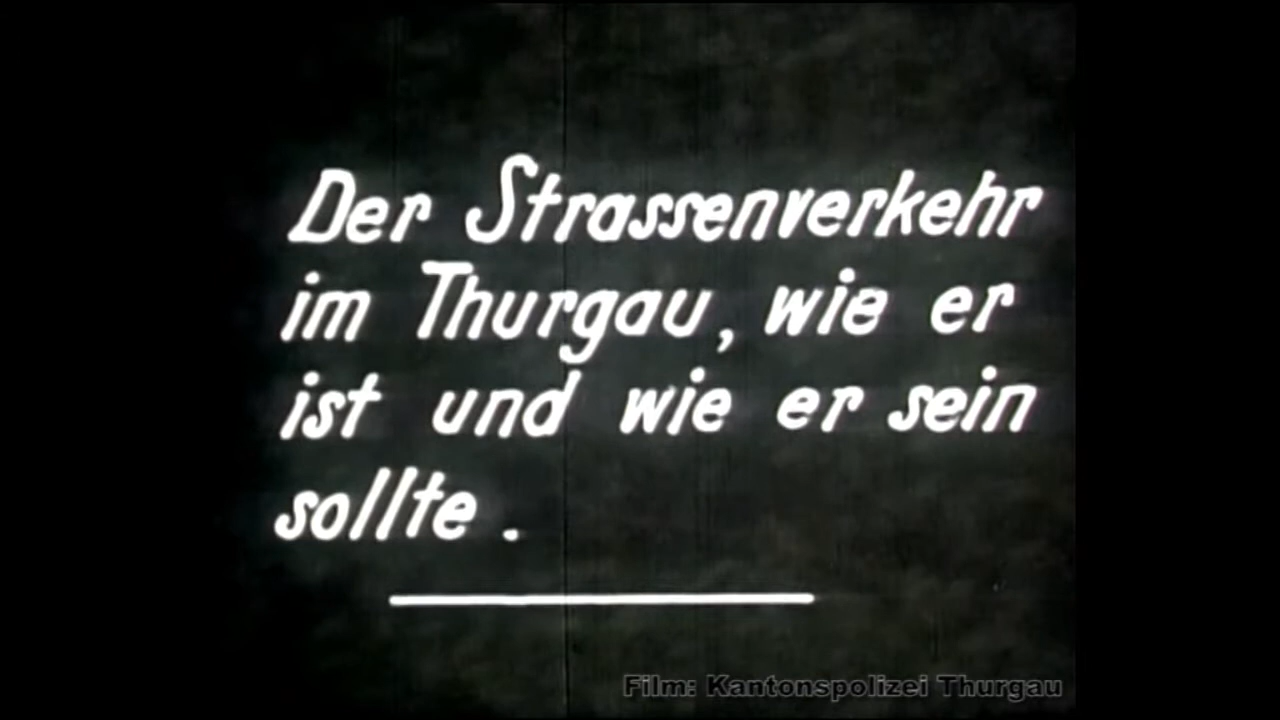 Der Strassenverkehr
im Thurgau, wie er
ist und wie er sein
sollte.
Film: Kantonspolizei Thurgau